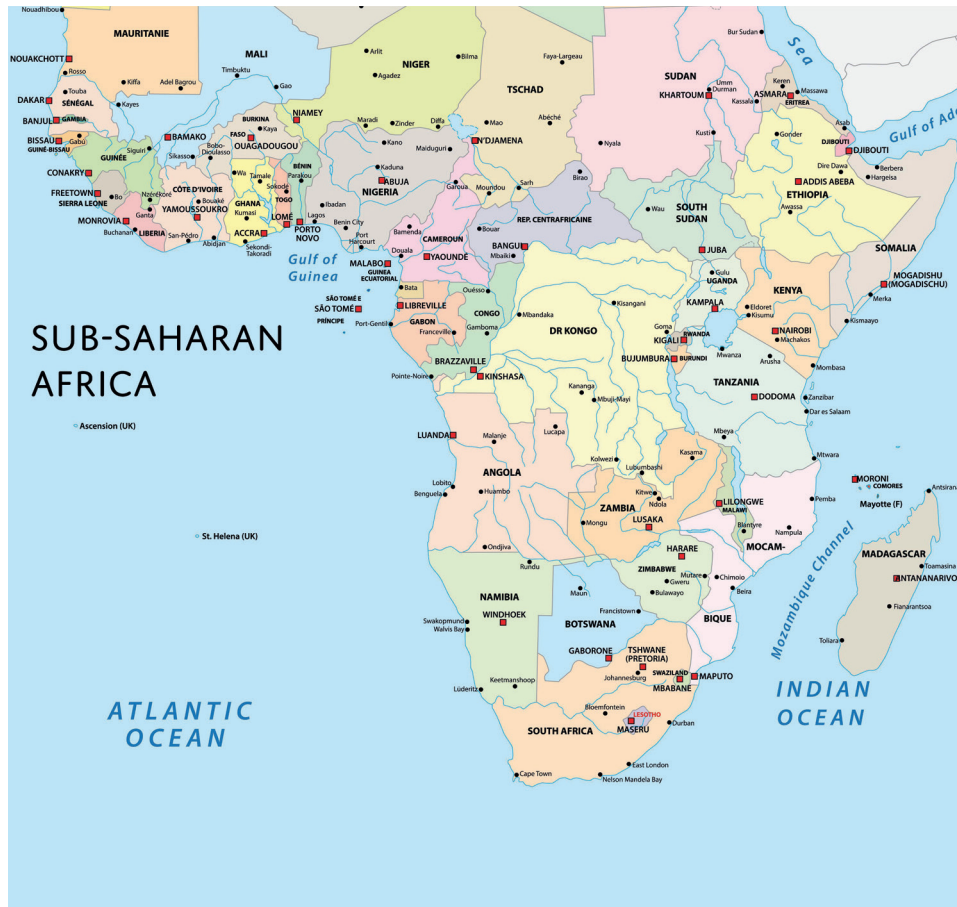 Nouadhibou
MAURITANIE
NOUAKCHOTT
Rosso
Kiffa
Adel Bagrou
MALI
Timbuktu
Gao
Arlit
Bilma
Agadez
NIGER
Faya-Largeau
TSCHAD
Bur Sudan
Sea
SUDAN
Umm
Durman
KHARTOUM
Kassala
Keren
Massawa
ASMARA
ERITREA
DAKAR
Touba
SÉNÉGAL
Kayes
BANJUL
GAMBIA
BISSAU
GUINÉ-BISSAU
Gabú
BAMAKO
BURKINA
FASO
Kaya
OUAGADOUGOU
NIAMEY
Maradi
Zinder
Diffa
Mao
Abéché
Nyala
Kusti
Gonder
Asab
Gulf of Ade
DJIBOUTI
DJIBOUTI
GUINÉE
Siguiri
Sikasso
Bobo-
Dioulasso
BÉNIN
Parakou
Kano
Maiduguri
N'DJAMENA
CONAKRY
FREETOWN
SIERRA LEONE
Bo
Nzérékoré
CÔTE D'IVOIRE
Bouaké
YAMOUSSOUKRO
Wa
Tamale
GHANA
Kumasi
Sokodé
TOGO
Kaduna
ABUJA
NIGERIA
Garoua
Moundou
Sarh
Birao
Wau
SOUTH
SUDAN
Dire Dawa
Berbera
Hargeisa
ADDIS ABEBA
ETHIOPIA
Awassa
MONROVIA
Ganta
Buchanan
LIBERIA
San-Pédro
Abidjan
ACCRA
Sekondi-
Takoradi
LOMÉ
PORTO
NOVO
Lagos
Ibadan
Benin City
Port
Harcourt
Bamenda
Douala
CAMEROUN
YAOUNDÉ
REP. CENTRAFRICAINE
Bouar
BANGUI
Mbaïki
JUBA
SOMALIA
MOGADISHU
(MOGADISCHU)
Merka
Kismaayo
Gulf of
Guinea
MALABO
GUINEA
ECUATORIAL
Bata
SÃO TOMÉ E
SÃO TOMÉ
PRÍNCIPE
LIBREVILLE
Port-Gentil
GABON
Franceville
Ouésso
CONGO
Gamboma
Mbandaka
Kisangani
DR KONGO
Gulu
UGANDA
KAMPALA
Goma
RWANDA
KIGALI
BUJUMBURA
BURUNDI
KENYA
Eldoret
Kisumu
NAIROBI
Machakos
Mwanza
Arusha
Mombasa
SUB-SAHARAN
AFRICA
BRAZZAVILLE
Pointe-Noire
KINSHASA
Kananga
Mbuji-Mayi
TANZANIA
DODOMA
Zanzibar
Dar es Salaam
Ascension (UK)
LUANDA
Malanje
Lucapa
ANGOLA
Lobito
Benguela
Huambo
Ondjiva
Kolwezi
Lubumbashi
Kasama
Mbeya
Mtwara
MORONI
COMORES
Mayotte (F)
Antsirana
Kitwe
Ndola
ZAMBIA
Mongu
LUSAKA
LILONGWE
MALAWI
Blantyre
Pemba
Nampula
MOCAM-
BIQUE
Mozambique Channel
MADAGASCAR
Toamasina
ANTANANARIVO
Fianarantsoa
Toliara
St. Helena (UK)
Rundu
HARARE
ZIMBABWE
Mutare
Gweru
Bulawayo
Chimoio
Beira
NAMIBIA
WINDHOEK
Swakopmund
Walvis Bay
Maun
Francistown
BOTSWANA
GABORONE
TSHWANE
(PRETORIA)
Johannesburg
SWAZILAND
MBABANE
MAPUTO
Keetmanshoop
Lüderitz
Bloemfontein
LESOTHO
MASERU
Durban
SOUTH AFRICA
East London
Cape Town
Nelson Mandela Bay
ATLANTIC
OCEAN
INDIAN
OCEAN